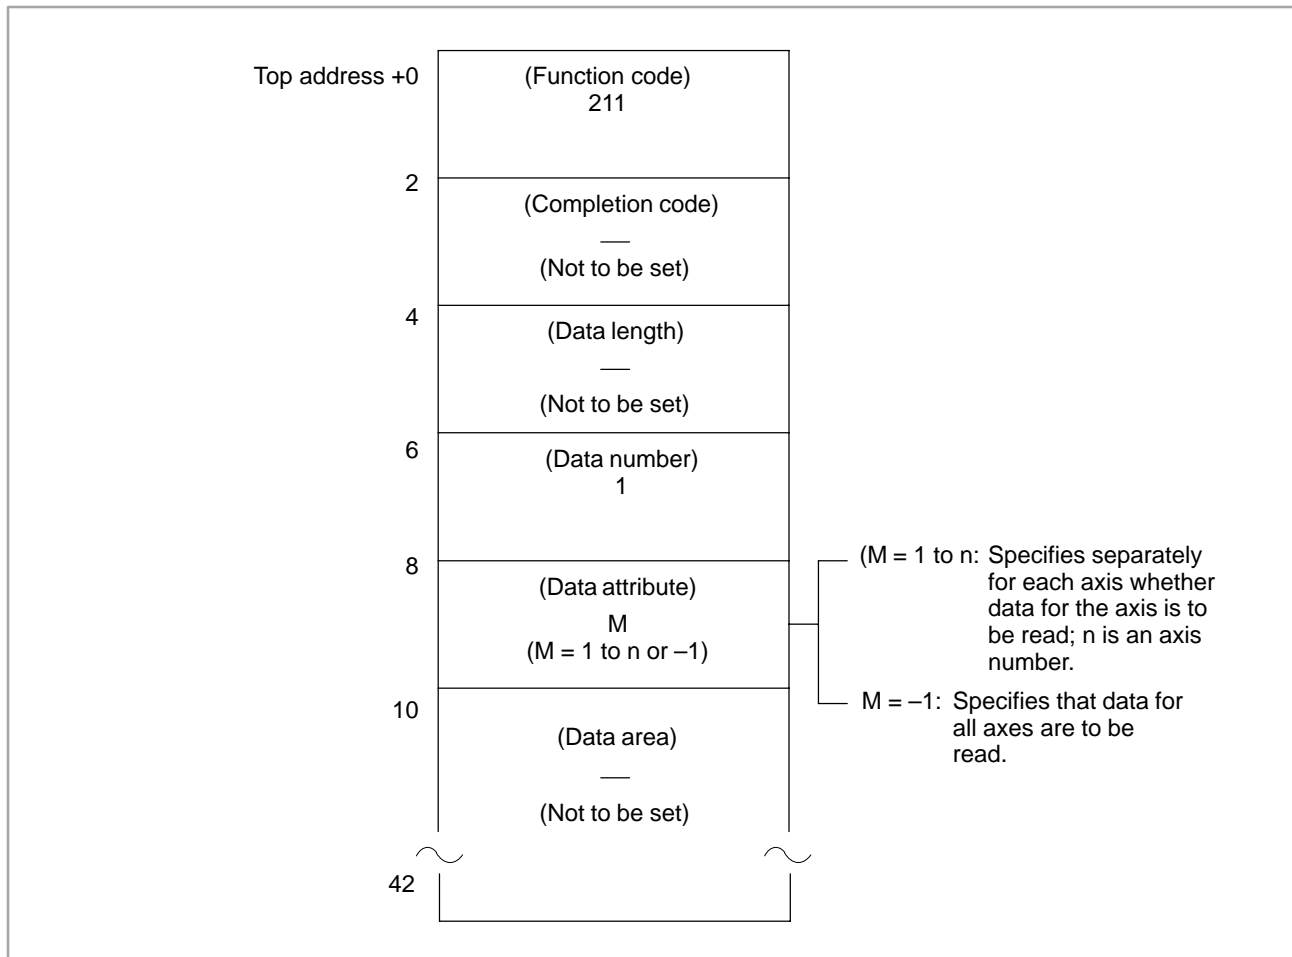 Top address +0
(Function code)
211
2
(Completion code)
—
(Not to be set)
4
(Data length)
—
(Not to be set)
6
(Data number)
1
8
(Data attribute)
M
(M = 1 to n or –1)
(M = 1 to n: Specifies separately
for each axis whether
data for the axis is to
be read; n is an axis
number.
M = –1: Specifies that data for
all axes are to be
read.
10
(Data area)
—
(Not to be set)
42